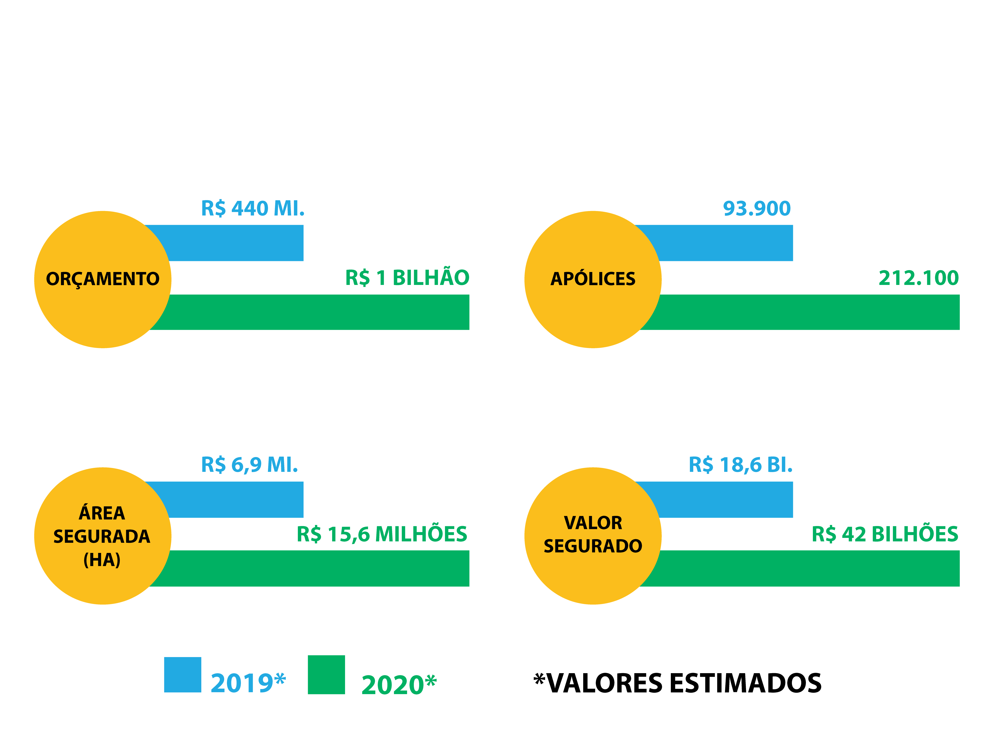 R$ 440 MI.
ORÇAMENTO
R$ 1 BILHÃO
93.900
APÓLICES
212.100
R$ 6,9 MI.
ÁREA
SEGURADA
(HA)
R$ 15,6 MILHÕES
R$ 18,6 BI.
VALOR
SEGURADO
R$ 42 BILHÕES
2019*
2020*
*VALORES ESTIMADOS